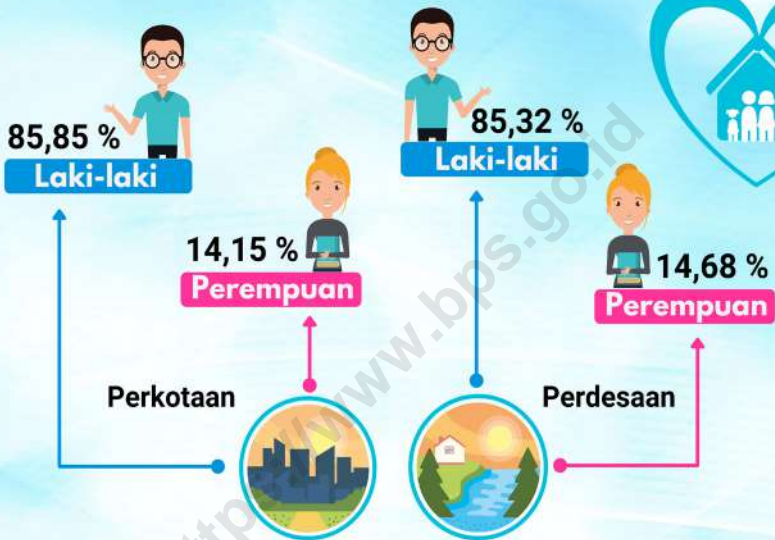 85,85 %
Laki-laki
14,15 %
Perempuan
Perkotaan
85,32 %
Laki-laki
14,68 %
Perempuan
Perdesaan
www.bps.go.id